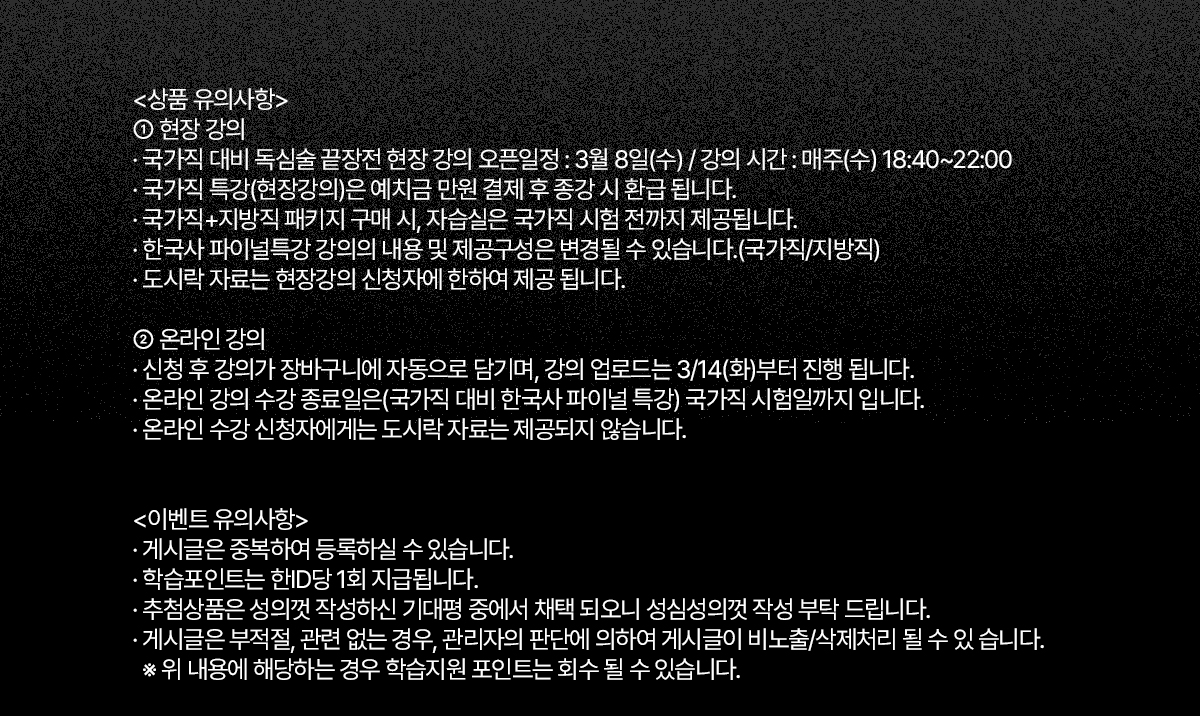 <상품 유의사항>
① 현장 강의
· 국가직 대비 독심술 끝장전 현장 강의 오픈일정 : 3월 8일(수) / 강의 시간 : 매주(수) 18:40~22:00
· 국가직 특강(현장강의)은 예치금 만원 결제 후 종강 시 환급 됩니다.
· 국가직+지방직 패키지 구매 시, 자습실은 국가직 시험 전까지 제공됩니다.
· 한국사 파이널특강 강의의 내용 및 제공구성은 변경될 수 있습니다.(국가직/지방직)
· 도시락 자료는 현장강의 신청자에 한하여 제공 됩니다.
② 온라인 강의
· 신청 후 강의가 장바구니에 자동으로 담기며, 강의 업로드는 3/14(화)부터 진행 됩니다.
· 온라인 강의 수강 종료일은(국가직 대비 한국사 파이널 특강) 국가직 시험일까지 입니다.
· 온라인 수강 신청자에게는 도시락 자료는 제공되지 않습니다.
<이벤트 유의사항>
· 게시글은 중복하여 등록하실 수 있습니다.
· 학습포인트는 한ID당 1회 지급됩니다.
· 추첨상품은 성의껏 작성하신 기대평 중에서 채택 되오니 성심성의껏 작성 부탁 드립니다.
· 게시글은 부적절, 관련 없는 경우, 관리자의 판단에 의하여 게시글이 비노출/삭제처리 될 수 있 습니다.
※ 위 내용에 해당하는 경우 학습지원 포인트는 회수 될 수 있습니다.